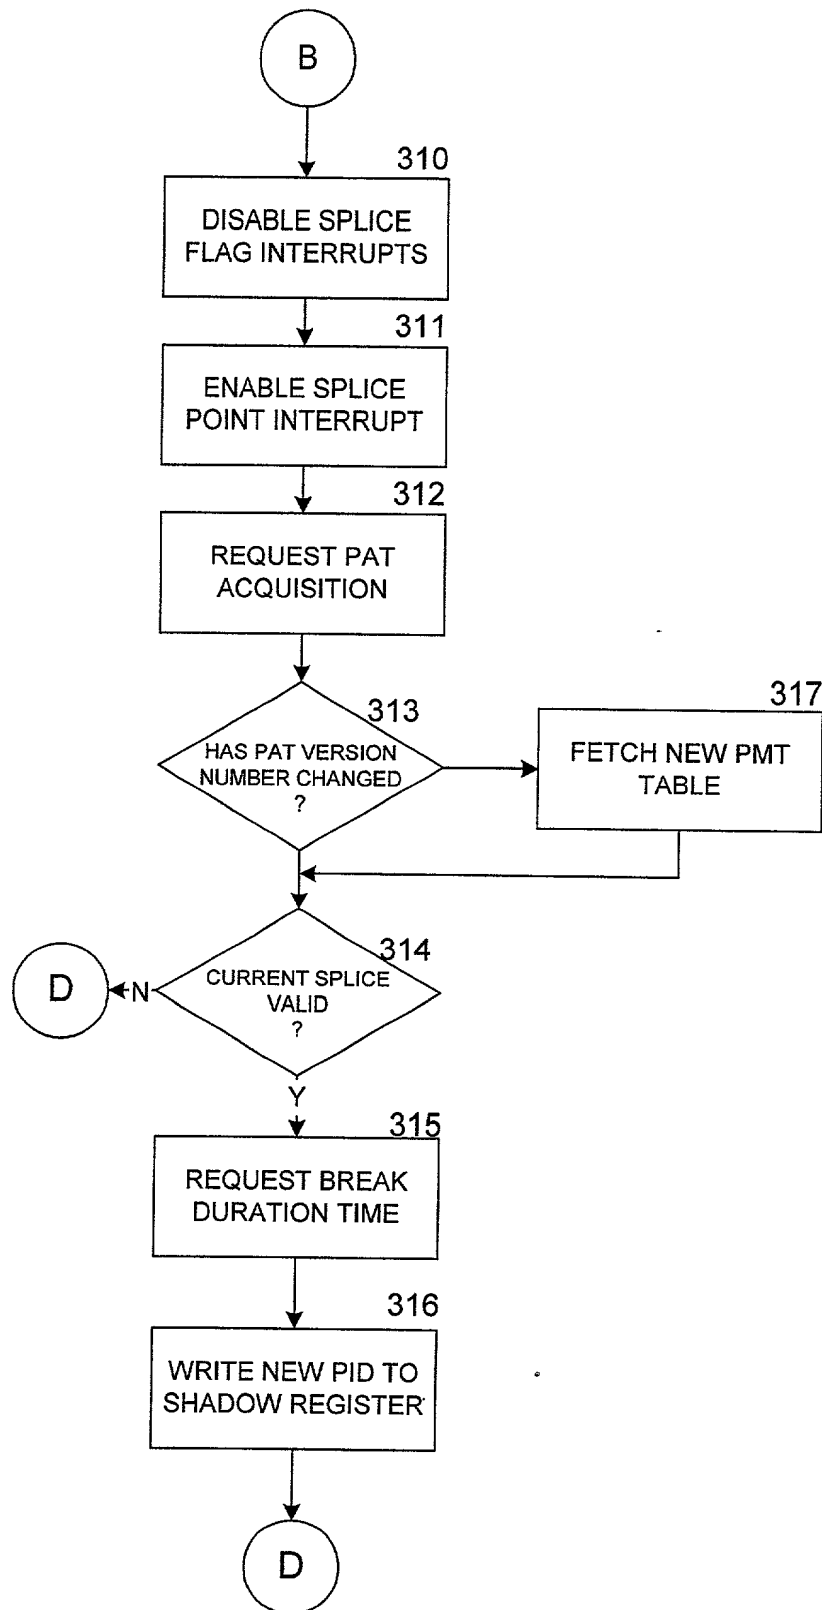 B
310
DISABLE SPLICE
FLAG INTERRUPTS
311
ENABLE SPLICE
POINT INTERRUPT
312
REQUEST PAT
ACQUISITION
313
HAS PAT VERSION
NUMBER CHANGED
?
317
FETCH NEW PMT
TABLE
314
CURRENT SPLICE
VALID
?
N
D
Y
315
REQUEST BREAK
DURATION TIME
316
WRITE NEW PID TO
SHADOW REGISTER
D